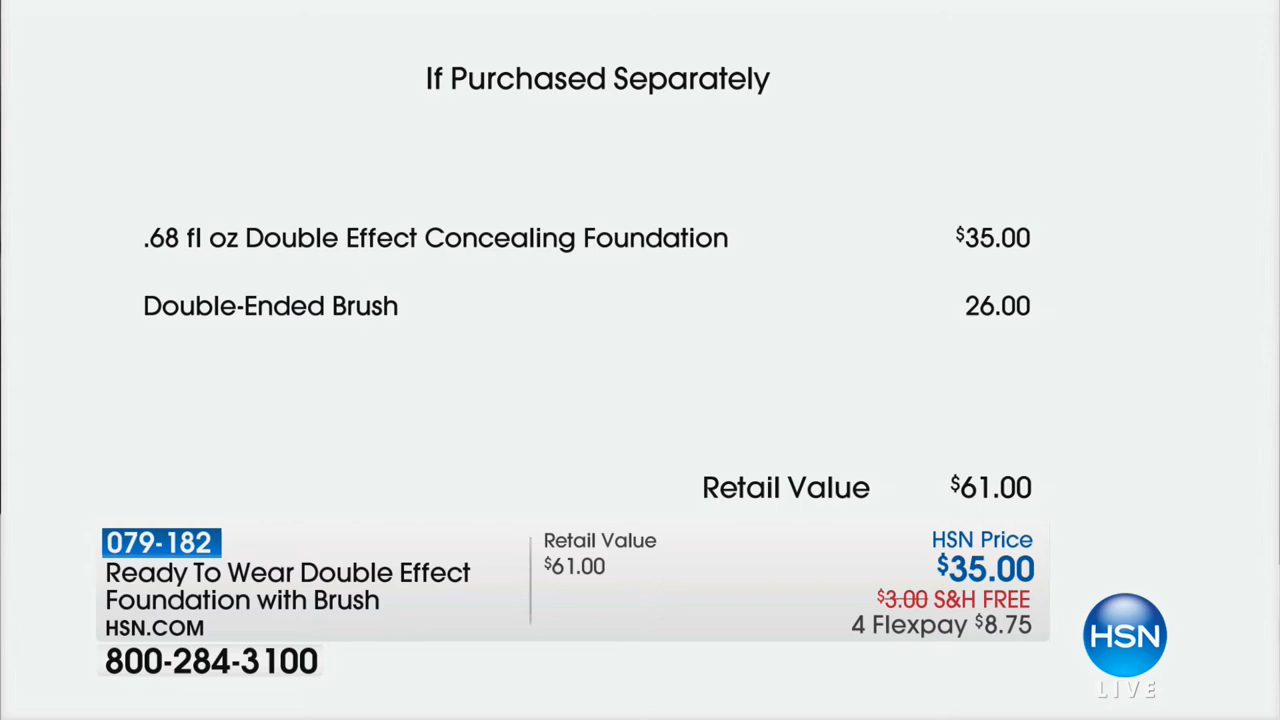 If Purchased Separately
.68 fl oz Double Effect Concealing Foundation $35.00
Double-Ended Brush 26.00
Retail Value $61.00
079-182
Ready To Wear Double Effect
Foundation with Brush
HSN.COM
800-284-3100
Retail Value
$61.00
HSN Price
$35.00
$3.00 S&H FREE
4 Flexpay $8.75
HSN
LIVE